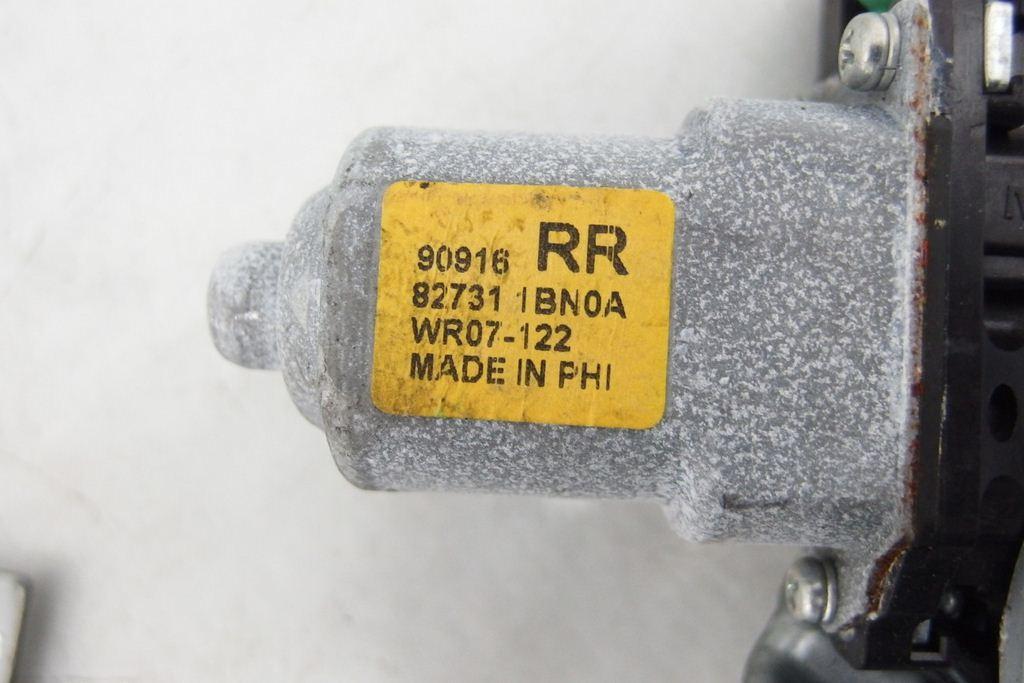 90916 RR
82731 1BN0A
WR07-122
MADE IN PHI